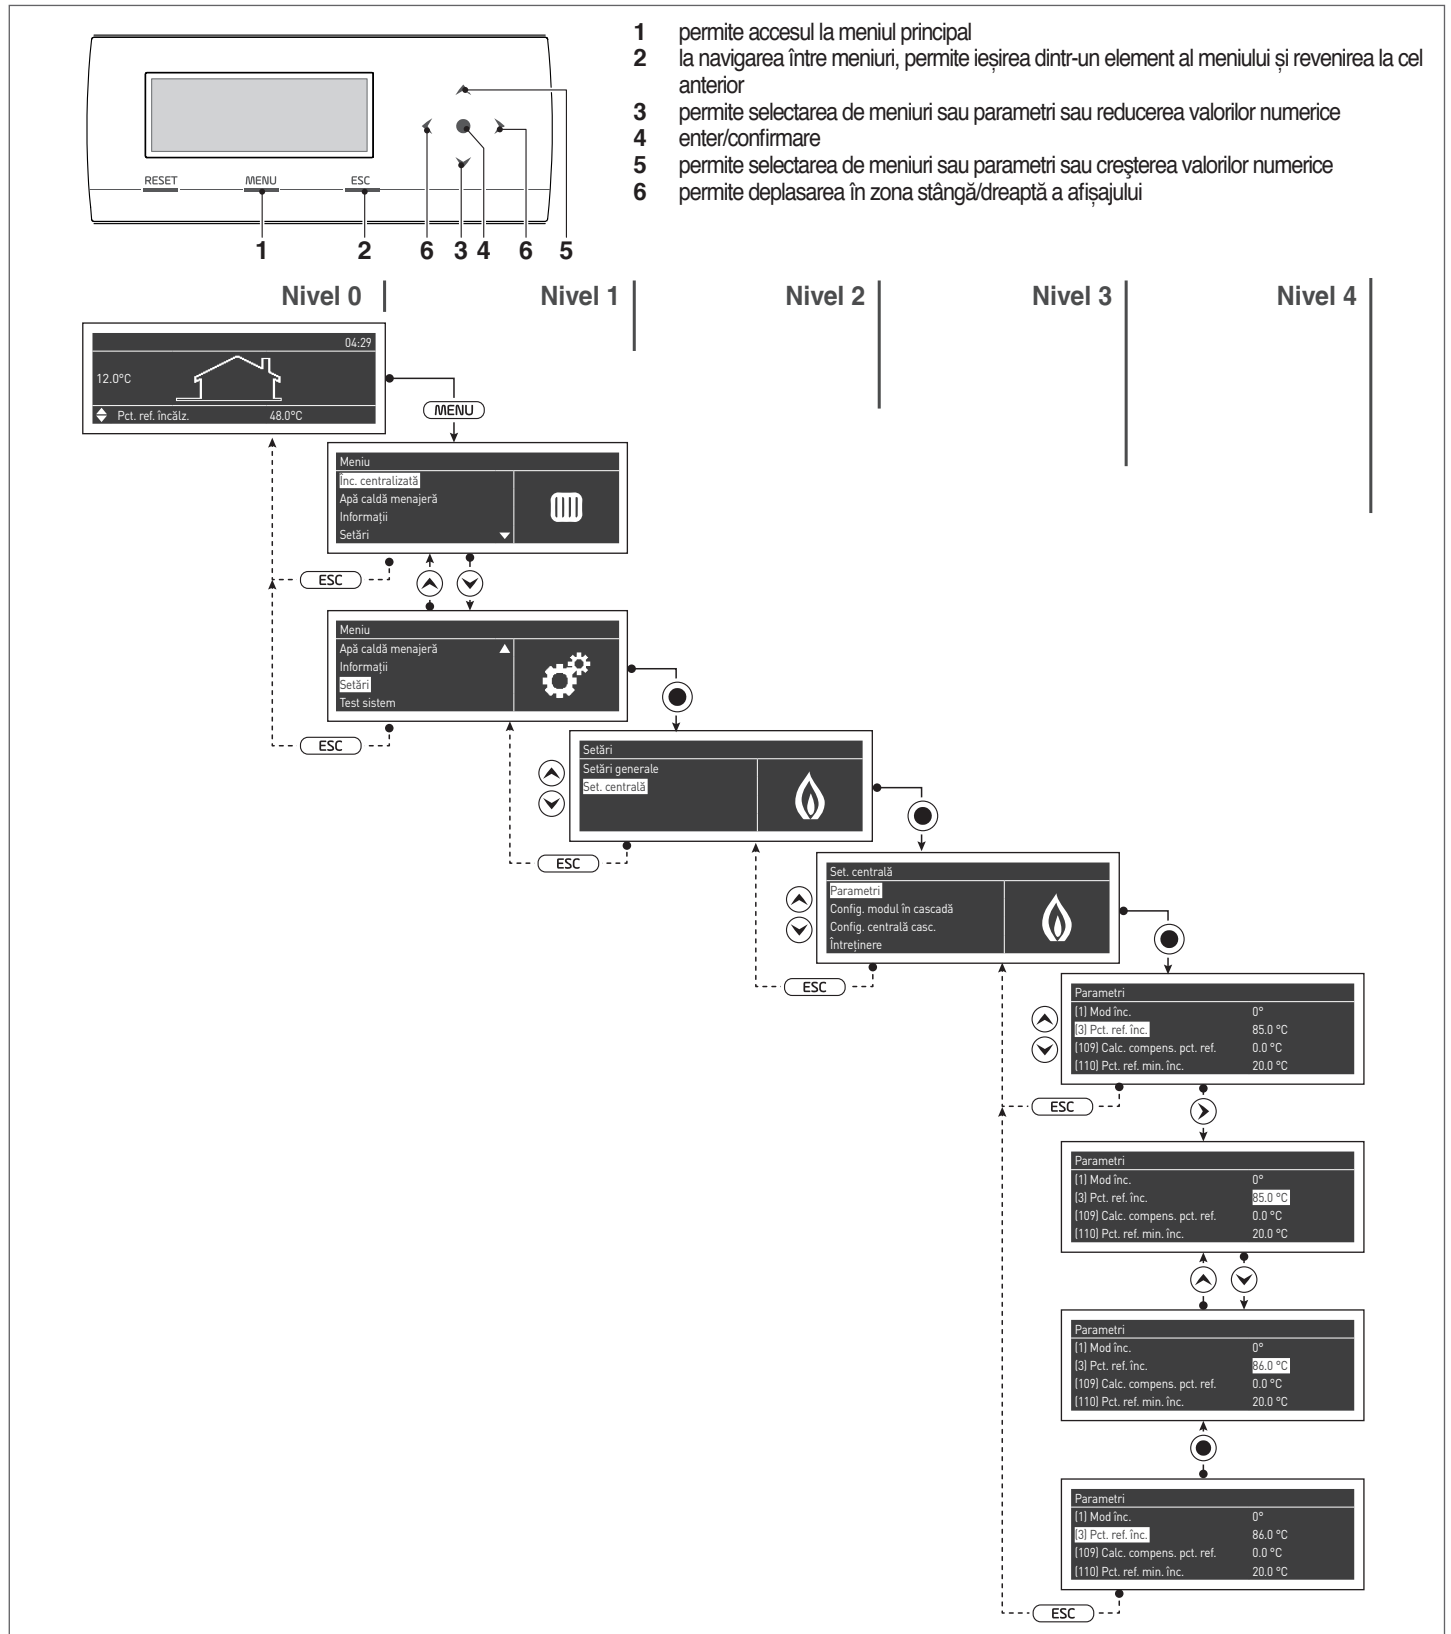 1 permite accesul la meniul principal
2 la navigarea între meniuri, permite ieșirea dintr-un element al meniului și revenirea la cel
anterior
3 permite selectarea de meniuri sau parametri sau reducerea valorilor numerice
4 enter/confirmare
5 permite selectarea de meniuri sau parametri sau creşterea valorilor numerice
6 permite deplasarea în zona stângă/dreaptă a afișajului
RESET MENU ESC
1 2 6 3 4 6 5
Nivel 0 Nivel 1 Nivel 2 Nivel 3 Nivel 4
04:29
12.0°C
Pct. ref. încălz. 48.0°C
MENU
Meniu
Înc. centralizată
Apă caldă menajeră
Informații
Setări
ESC
Meniu
Apă caldă menajeră
Informații
Setări
Test sistem
ESC
Setări
Setări generale
Set. centrală
ESC
Set. centrală
Parametri
Config. modul în cascadă
Config. centrală casc.
Întreținere
ESC
Parametri
(1) Mod înc. 0°
(3) Pct. ref. înc. 85.0 °C
(109) Calc. compens. pct. ref. 0.0 °C
(110) Pct. ref. min. înc. 20.0 °C
ESC
Parametri
(1) Mod înc. 0°
(3) Pct. ref. înc. 85.0 °C
(109) Calc. compens. pct. ref. 0.0 °C
(110) Pct. ref. min. înc. 20.0 °C
Parametri
(1) Mod înc. 0°
(3) Pct. ref. înc. 86.0 °C
(109) Calc. compens. pct. ref. 0.0 °C
(110) Pct. ref. min. înc. 20.0 °C
Parametri
(1) Mod înc. 0°
(3) Pct. ref. înc. 86.0 °C
(109) Calc. compens. pct. ref. 0.0 °C
(110) Pct. ref. min. înc. 20.0 °C
ESC